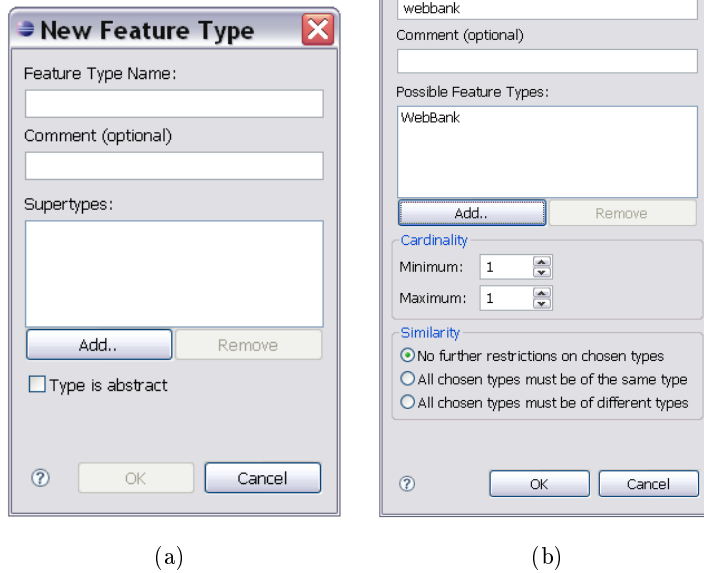 New Feature Type
Feature Type Name:
Comment (optional)
Supertypes:
Add..
Remove
Type is abstract
?
OK
Cancel
(a)
webbank
Comment (optional)
Possible Feature Types:
WebBank
Add..
Remove
Cardinality
Minimum: 1
Maximum: 1
Similarity
No further restrictions on chosen types
All chosen types must be of the same type
All chosen types must be of different types
?
OK
Cancel
(b)